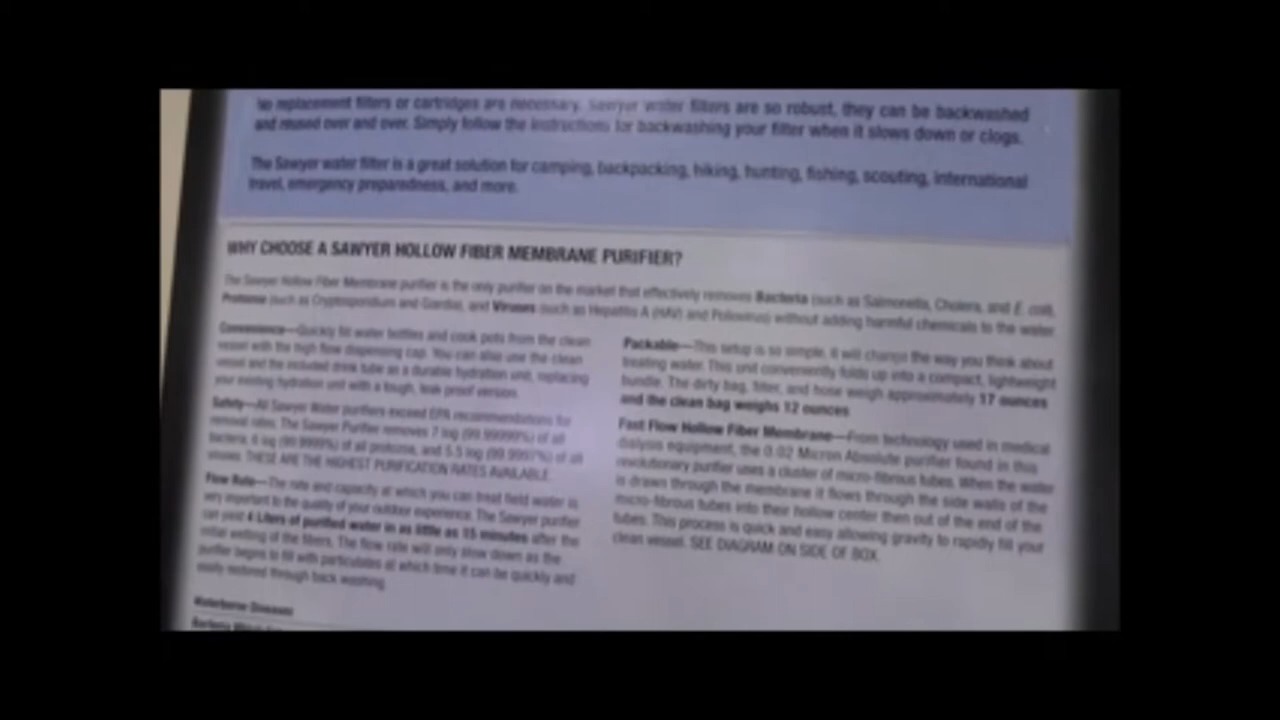 No replacement filters or cartridges are necessary. Sawyer water filters are so robust, they can be backwashed
and reused over and over. Simply follow the instructions for backwashing your filter when it slows down or clogs.
The Sawyer water filter is a great solution for camping, backpacking, hiking, hunting, fishing, scouting, international
travel, emergency preparedness, and more.
WHY CHOOSE A SAWYER HOLLOW FIBER MEMBRANE PURIFIER?
The Sawyer Hollow Fiber Membrane purifier is the only purifier on the market that effectively removes Bacteria (such as Salmonella, Cholera, and E. coli),
Protozoa (such as Cryptosporidium and Giardia), and Viruses (such as Hepatitis A (HAV) and Poliovirus) without adding harmful chemicals to the water.
Convenience—Quickly fill water bottles and cook pots from the clean
vessel with the high flow dispensing cap. You can also use the clean
vessel and the included drink tube as a durable hydration unit, replacing
your existing hydration unit with a tough, leak proof version.
Safety—All Sawyer Water purifiers exceed EPA recommendations for
removal rates. The Sawyer Purifier removes 7 log (99.99999%) of all
bacteria, 6 log (99.9999%) of all protozoa, and 5.5 log (99.9997%) of all
viruses. THESE ARE THE HIGHEST PURIFICATION RATES AVAILABLE.
Flow Rate—The rate and capacity at which you can treat field water is
very important to the quality of your outdoor experience. The Sawyer purifier
can yield 4 Liters of purified water in as little as 15 minutes after the
initial wetting of the filters. The flow rate will only slow down as the
purifier begins to fill with particulates at which time it can be quickly and
easily restored through back washing.
Packable—This setup is so simple, it will change the way you think about
treating water. This unit conveniently folds up into a compact, lightweight
bundle. The dirty bag, filter, and hose weigh approximately 17 ounces
and the clean bag weighs 12 ounces
Fast Flow Hollow Fiber Membrane—From technology used in medical
dialysis equipment, the 0.02 Micron Absolute purifier found in this
revolutionary purifier uses a cluster of micro-fibrous tubes. When the water
is drawn through the membrane it flows through the side walls of the
micro-fibrous tubes into their hollow center then out of the end of the
tubes. This process is quick and easy allowing gravity to rapidly fill your
clean vessel. SEE DIAGRAM ON SIDE OF BOX.
Waterborne Diseases